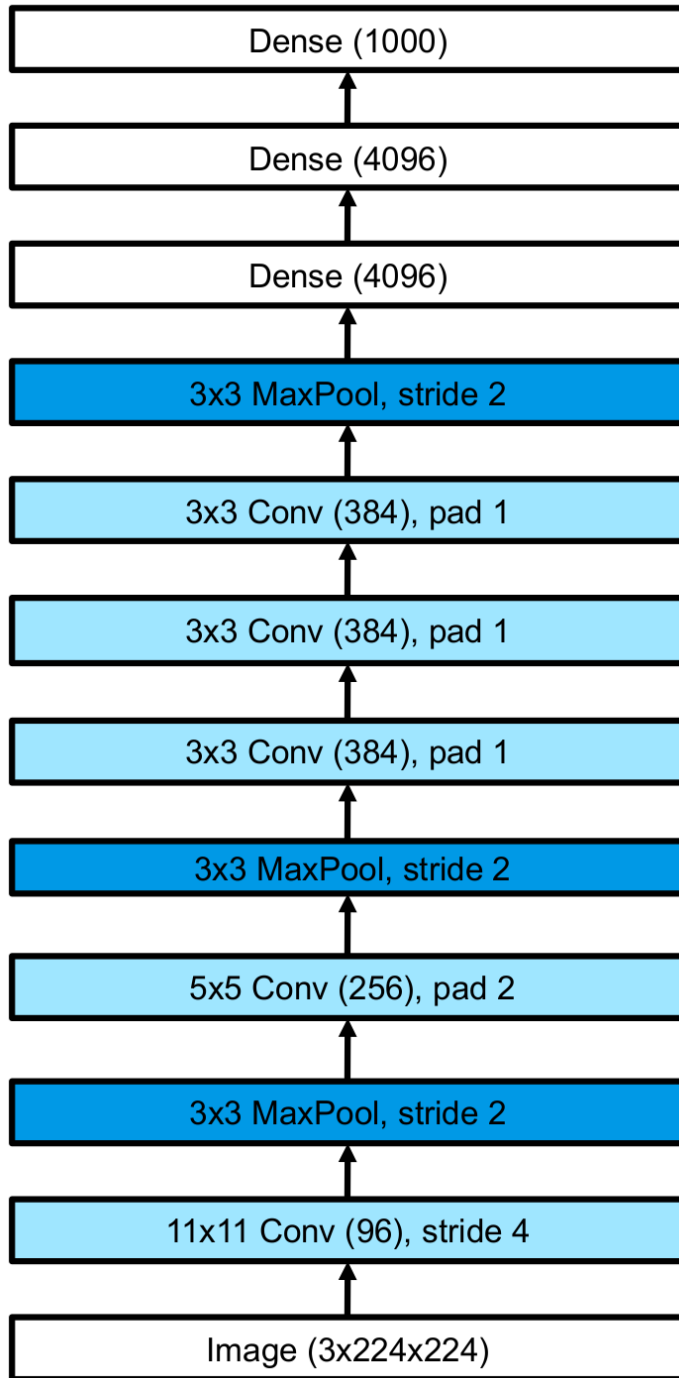 Dense (1000)
Dense (4096)
Dense (4096)
3x3 MaxPool, stride 2
3x3 Conv (384), pad 1
3x3 Conv (384), pad 1
3x3 Conv (384), pad 1
3x3 MaxPool, stride 2
5x5 Conv (256), pad 2
3x3 MaxPool, stride 2
11x11 Conv (96), stride 4
Image (3x224x224)